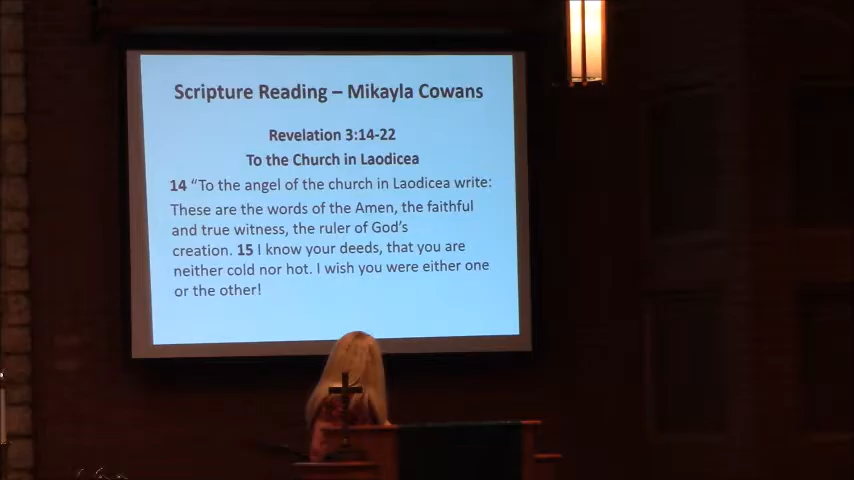 Scripture Reading – Mikayla Cowans
Revelation 3:14-22
To the Church in Laodicea
14 “To the angel of the church in Laodicea write:
These are the words of the Amen, the faithful
and true witness, the ruler of God’s
creation. 15 I know your deeds, that you are
neither cold nor hot. I wish you were either one
or the other!